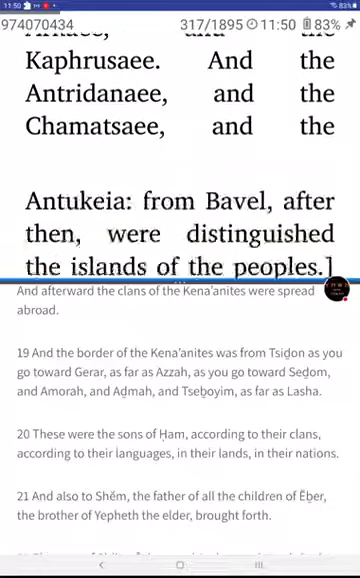 11:50
83%
974070434 317/1895 11:50 83%
Kaphrusaee. And the
Antridanaee, and the
Chamatsaee, and the
Antukeia: from Bavel, after
then, were distinguished
the islands of the peoples.]
And afterward the clans of the Kena'anites were spread
abroad.
19 And the border of the Kena'anites was from Tsiḏon as you
go toward Gerar, as far as Azzah, as you go toward Seḏom,
and Amorah, and Aḏmah, and Tseḇoyim, as far as Lasha.
20 These were the sons of Ḥam, according to their clans,
according to their languages, in their lands, in their nations.
21 And also to Shĕm, the father of all the children of Ěḇer,
the brother of Yepheth the elder, brought forth.